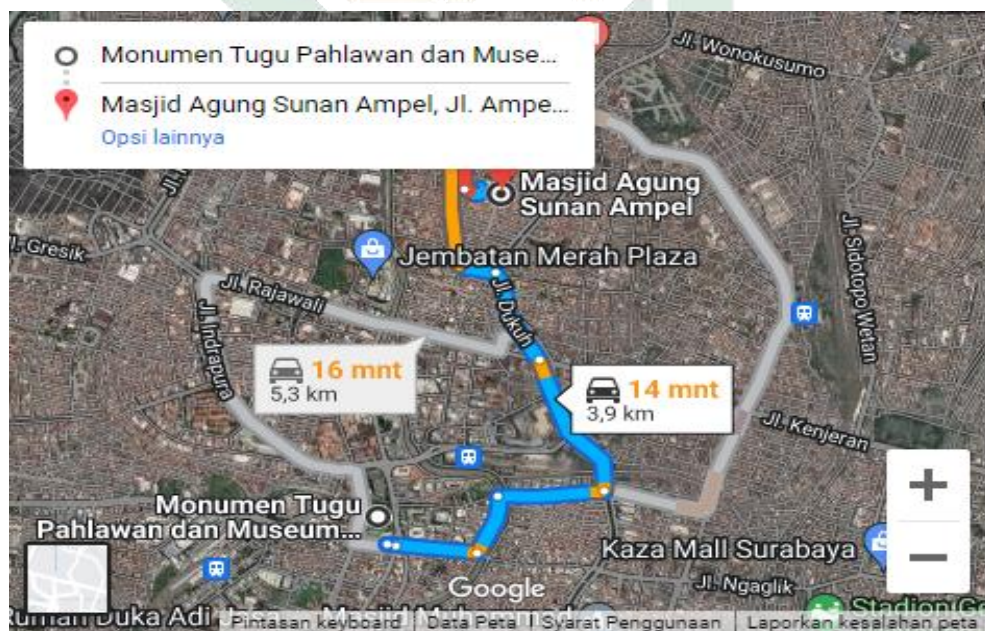 Monumen Tugu Pahlawan dan Muse...
Masjid Agung Sunan Ampel, Jl. Ampe...
Opsi lainnya
Jl. Wonokusumo
Masjid Agung
Sunan Ampel
Jl. Gresik
Jembatan Merah Plaza
Jl. Sidotopo Wetan
Jl. Rajawali
Jl. Dukuh
Jl. Indrapura
16 mnt
5,3 km
14 mnt
3,9 km
Jl. Kenjeran
Monumen Tugu
Pahlawan dan Museum...
Kaza Mall Surabaya
Google
Jl. Ngaglik
Duka Adi
Pintasan keyboard
Data Peta
Syarat Penggunaan
Laporkan kesalahan peta